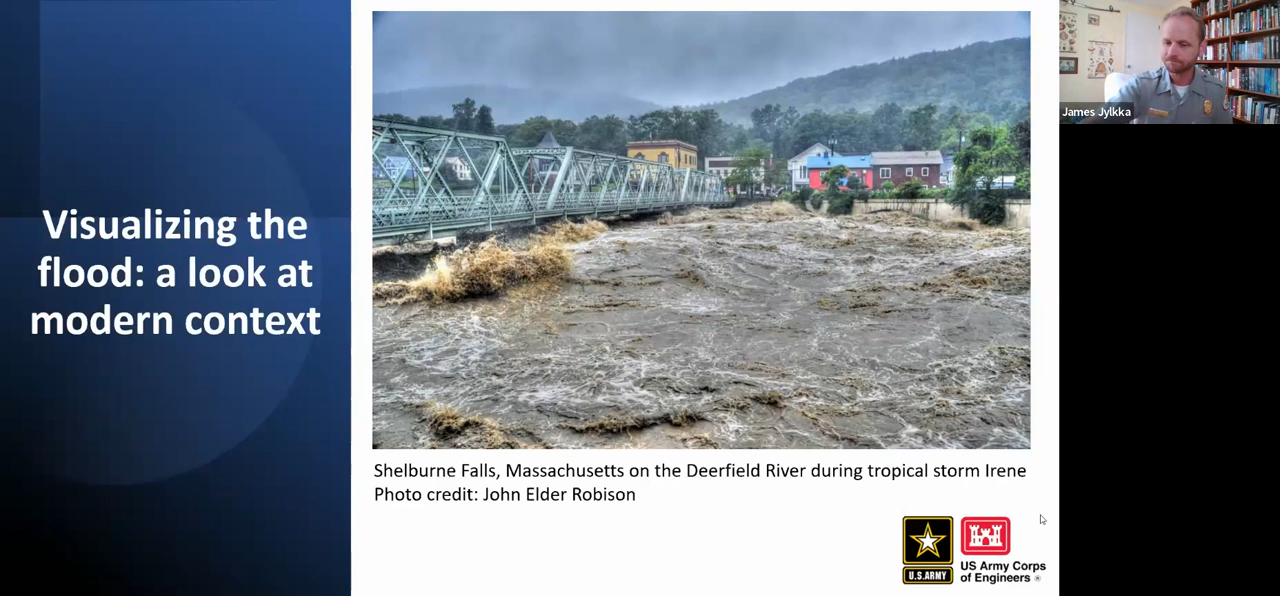 Visualizing the
flood: a look at
modern context
Shelburne Falls, Massachusetts on the Deerfield River during tropical storm Irene
Photo credit: John Elder Robison
U.S.ARMY
US Army Corps
of Engineers ®
James Jylkka